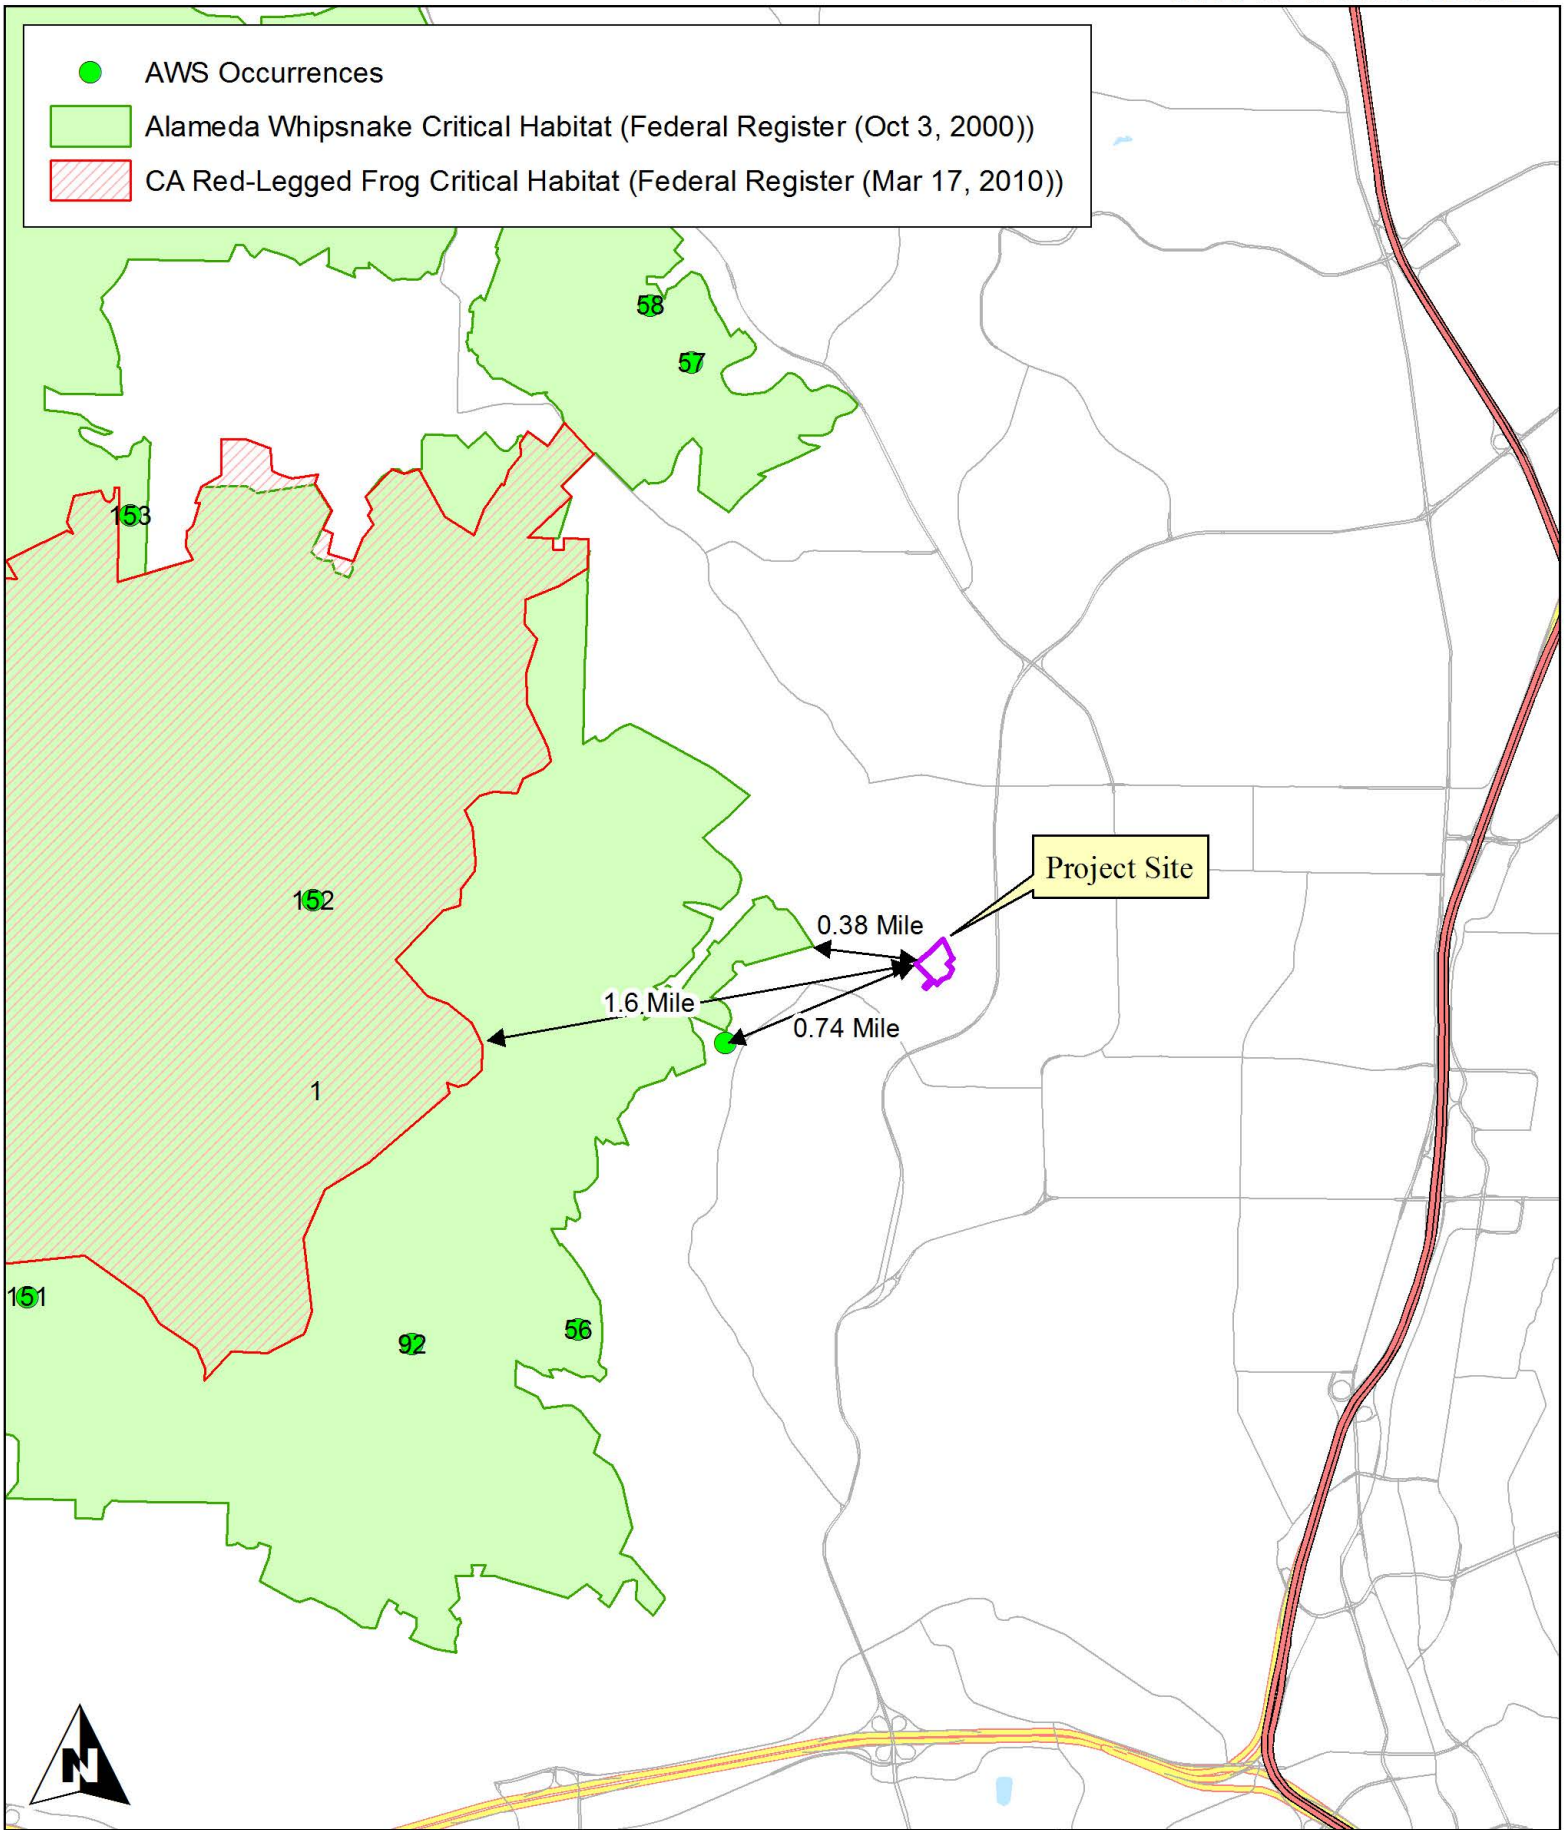 AWS Occurrences
Alameda Whipsnake Critical Habitat (Federal Register (Oct 3, 2000))
CA Red-Legged Frog Critical Habitat (Federal Register (Mar 17, 2010))
58
57
153
Project Site
152
0.38 Mile
1.6 Mile
0.74 Mile
1
151
56
92
N